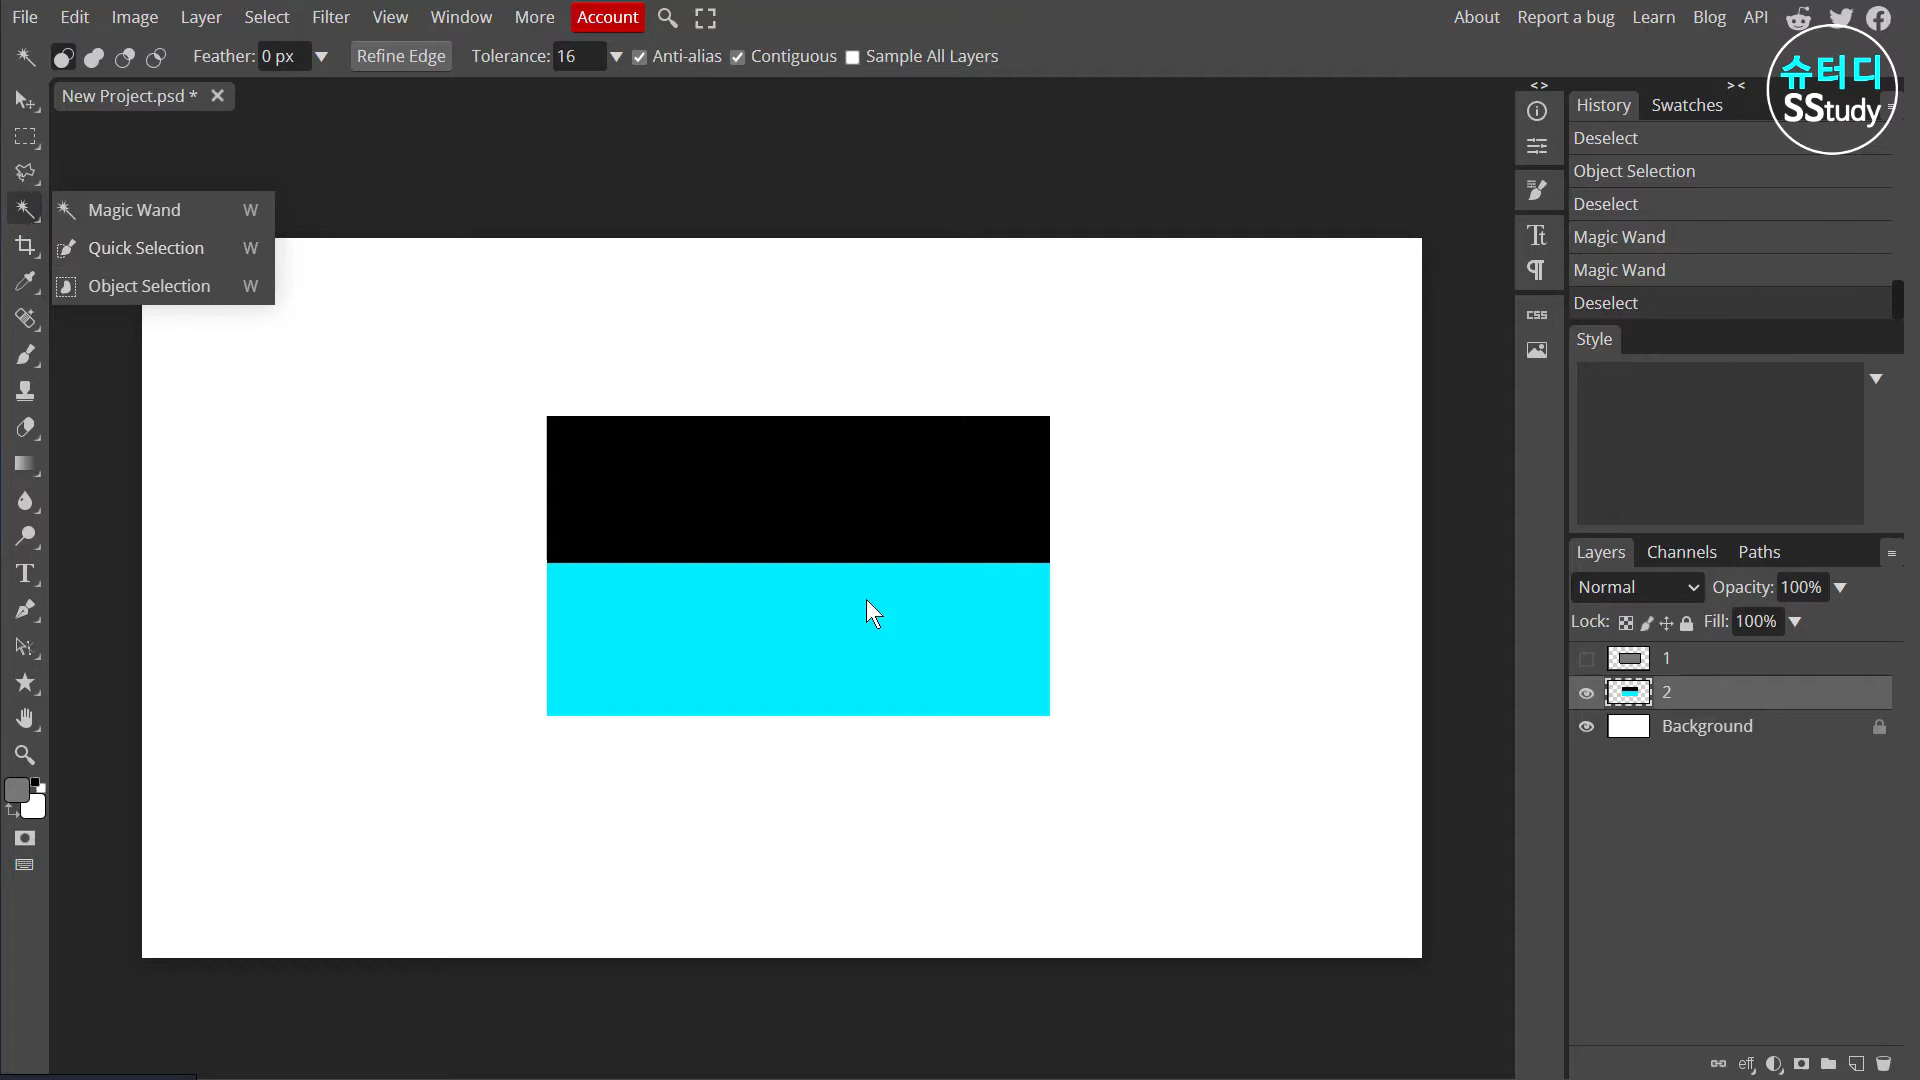 File Edit Image Layer Select Filter View Window More Account About Report a bug Learn Blog API
Feather: 0 px Refine Edge Tolerance: 16 Anti-alias Contiguous Sample All Layers
슈터디
SStudy
New Project.psd *
History Swatches
Deselect
Object Selection
Deselect
Magic Wand
Magic Wand
Deselect
Magic Wand W
Quick Selection W
Object Selection W
CSS
Style
Layers Channels Paths
Normal Opacity: 100%
Lock: Fill: 100%
1
2
Background
eff